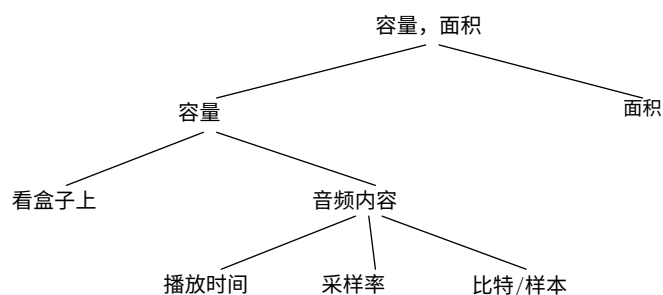 容量，面积
容量
面积
看盒子上
音频内容
播放时间
采样率
比特/样本